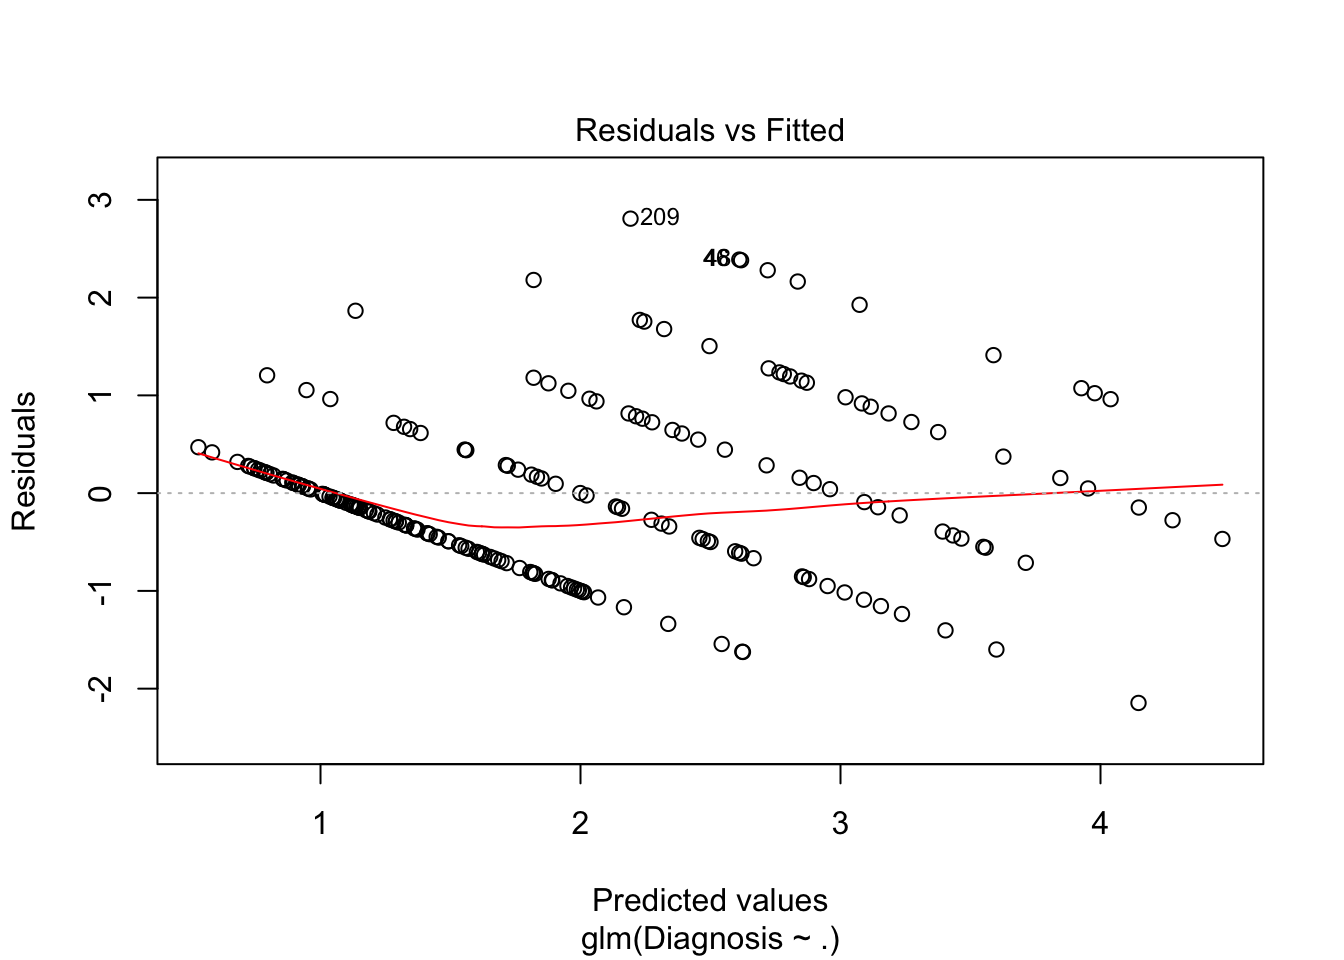 Residuals vs Fitted
Residuals
3
2
1
0
-1
-2
209
1 2 3 4
Predicted values
glm(Diagnosis ~ .)